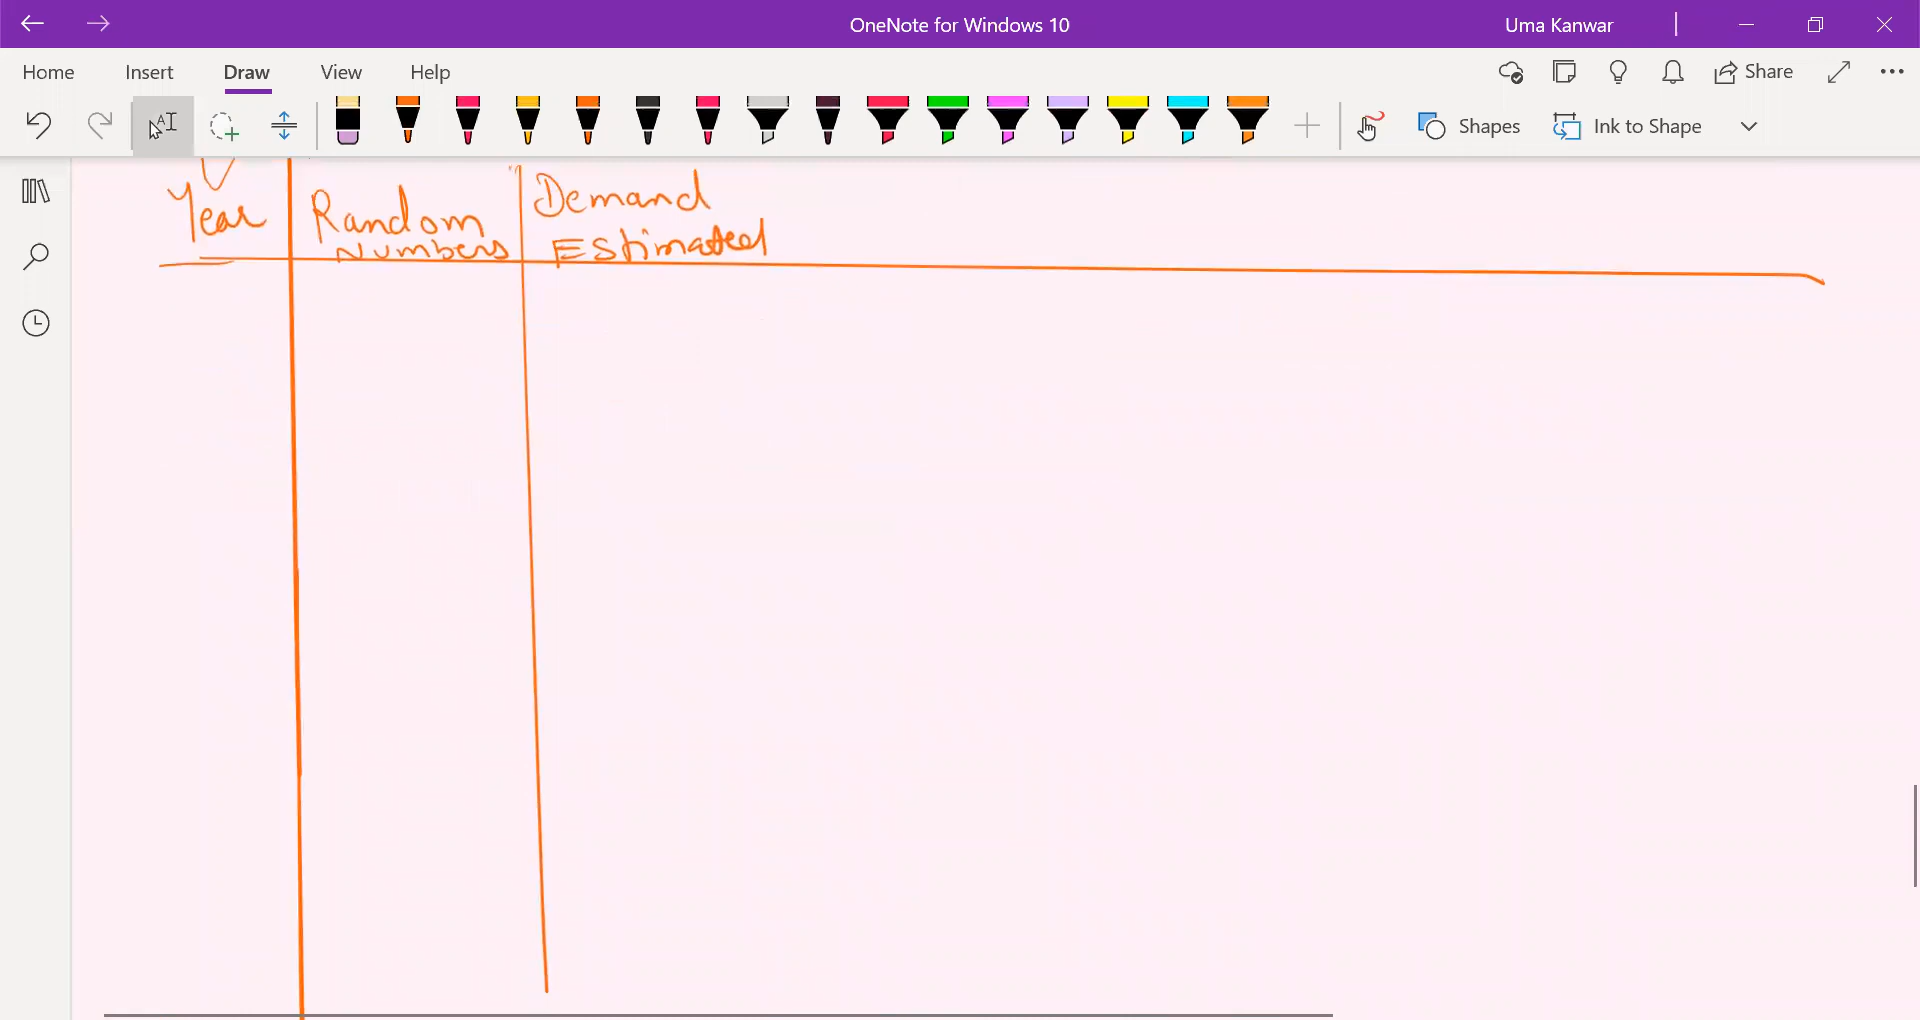 OneNote for Windows 10
Uma Kanwar
Home Insert Draw View Help
Share
Shapes
Ink to Shape
Year
Random
Numbers
Demand
Estimated